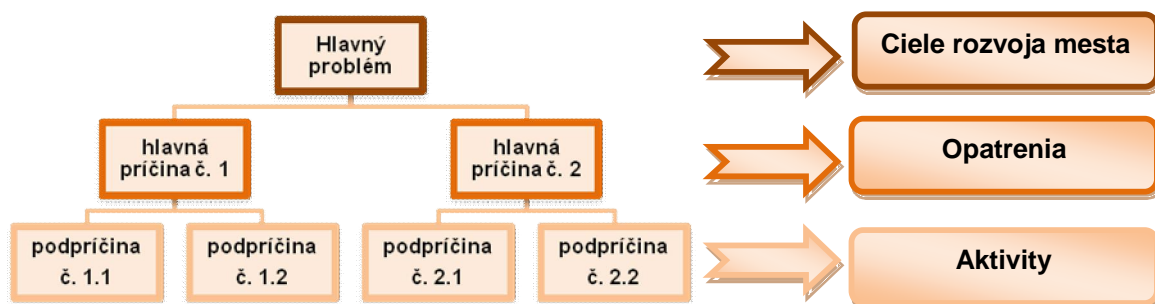 Hlavný
problém
Ciele rozvoja mesta
hlavná
príčina č. 1
hlavná
príčina č. 2
Opatrenia
podpríčina
č. 1.1
podpríčina
č. 1.2
podpríčina
č. 2.1
podpríčina
č. 2.2
Aktivity